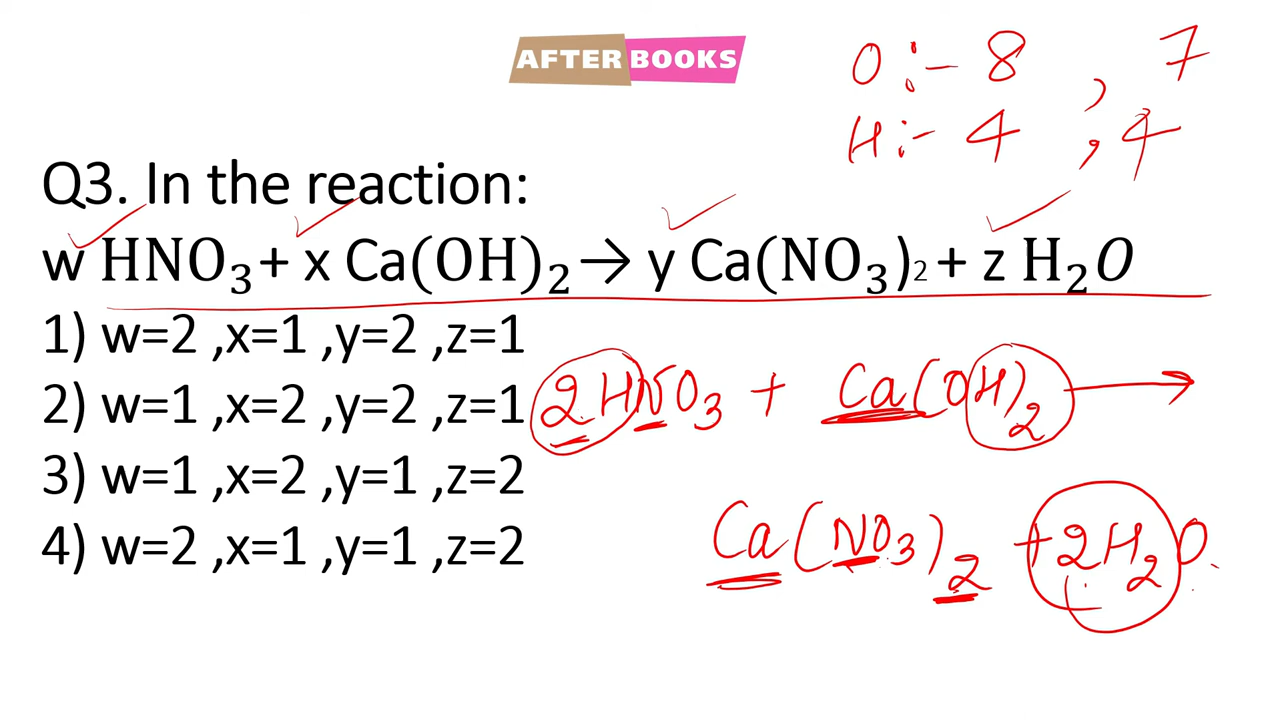 AFTER BOOKS
O :- 8 , 7
H :- 4 , 4
Q3. In the reaction:
w HNO₃ + x Ca(OH)₂ → y Ca(NO₃)₂ + z H₂O
1) w=2 ,x=1 ,y=2 ,z=1
2) w=1 ,x=2 ,y=2 ,z=1
3) w=1 ,x=2 ,y=1 ,z=2
4) w=2 ,x=1 ,y=1 ,z=2
2HNO₃ + Ca(OH)₂ →
Ca(NO₃)₂ + 2H₂O